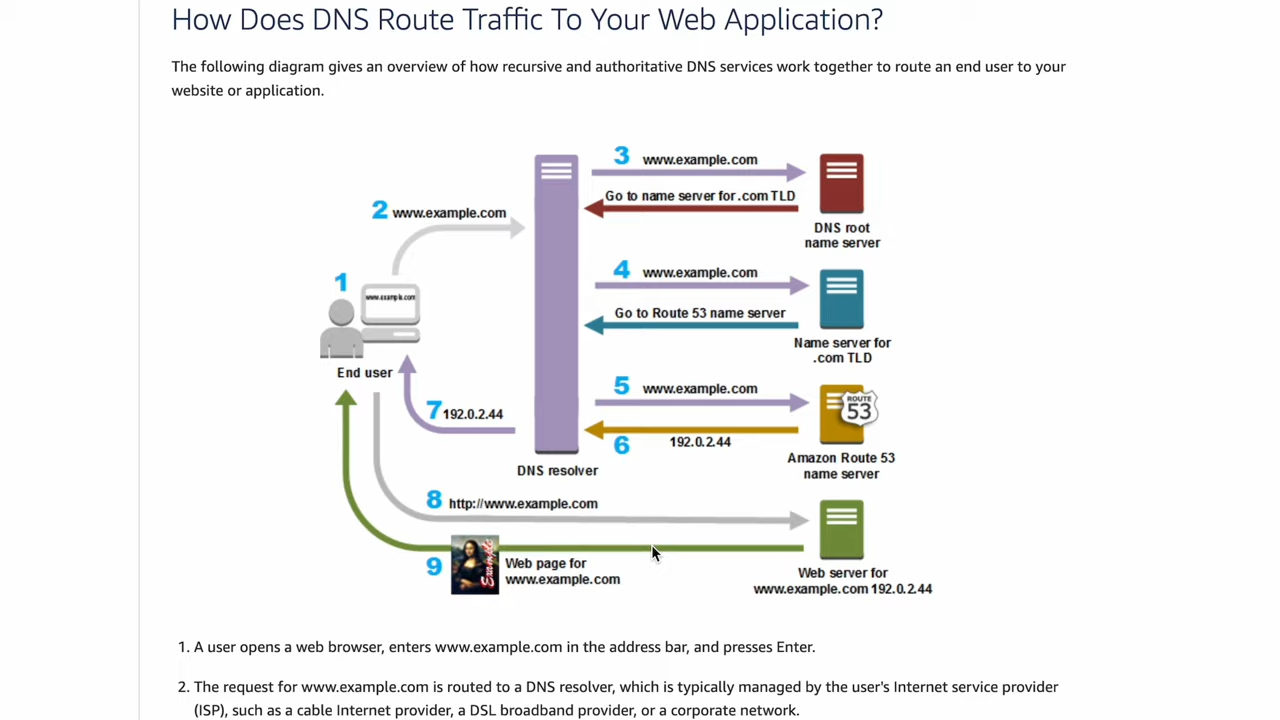 How Does DNS Route Traffic To Your Web Application?
The following diagram gives an overview of how recursive and authoritative DNS services work together to route an end user to your
website or application.
3 www.example.com
Go to name server for .com TLD
DNS root
name server
2 www.example.com
4 www.example.com
1
www.example.com
Go to Route 53 name server
Name server for
.com TLD
End user
5 www.example.com
ROUTE
53
7 192.0.2.44
6 192.0.2.44
Amazon Route 53
name server
DNS resolver
8 http://www.example.com
9
Example
Web page for
www.example.com
Web server for
www.example.com 192.0.2.44
1. A user opens a web browser, enters www.example.com in the address bar, and presses Enter.
2. The request for www.example.com is routed to a DNS resolver, which is typically managed by the user's Internet service provider
(ISP), such as a cable Internet provider, a DSL broadband provider, or a corporate network.